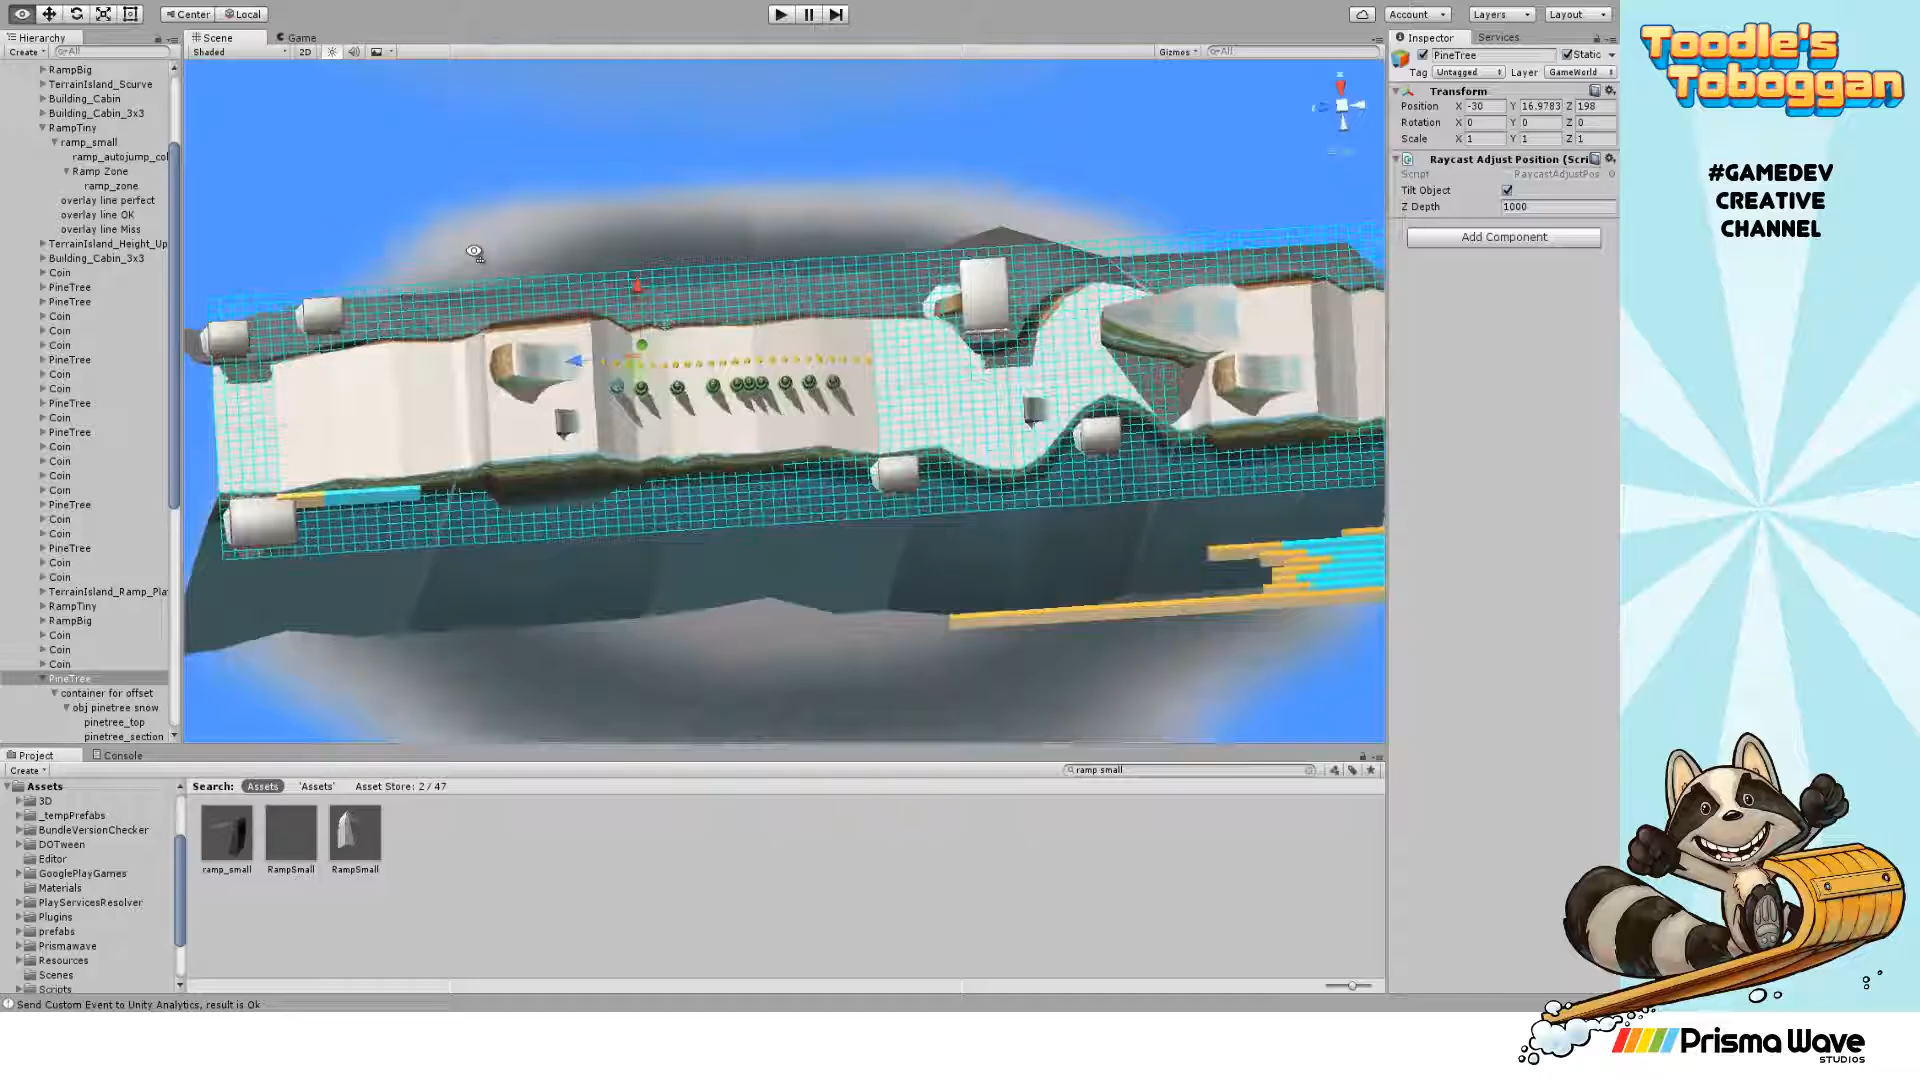 Center
Local
Account
Layers
Layout
Hierarchy
Create
All
Scene
Game
Shaded
2D
Gizmos
All
RampBig
TerrainIsland_Scurve
Building_Cabin
Building_Cabin_3x3
RampTiny
ramp_small
ramp_autojump_col
Ramp Zone
ramp_zone
overlay line perfect
overlay line OK
overlay line Miss
TerrainIsland_Height_Up
Building_Cabin_3x3
Coin
PineTree
PineTree
Coin
Coin
Coin
PineTree
Coin
Coin
PineTree
Coin
PineTree
Coin
Coin
Coin
Coin
PineTree
Coin
Coin
PineTree
Coin
Coin
TerrainIsland_Ramp_Pla
RampTiny
RampBig
Coin
Coin
Coin
PineTree
container for offset
obj pinetree snow
pinetree_top
pinetree_section
Inspector
Services
PineTree
Static
Tag Untagged Layer GameWorld
Transform
Position X -30 Y 16.9783 Z 198
Rotation X 0 Y 0 Z 0
Scale X 1 Y 1 Z 1
Raycast Adjust Position (Scri
Script RaycastAdjustPos
Tilt Object
Z Depth 1000
Add Component
Project
Console
Create
ramp small
Assets
3D
_tempPrefabs
BundleVersionChecker
DOTween
Editor
GooglePlayGames
Materials
PlayServicesResolver
Plugins
prefabs
Prismawave
Resources
Scenes
Scripts
Search: Assets 'Assets' Asset Store: 2 / 47
ramp_small
RampSmall
RampSmall
Send Custom Event to Unity Analytics, result is Ok
Toodle's
Toboggan
#GAMEDEV
CREATIVE
CHANNEL
Prisma Wave
STUDIOS